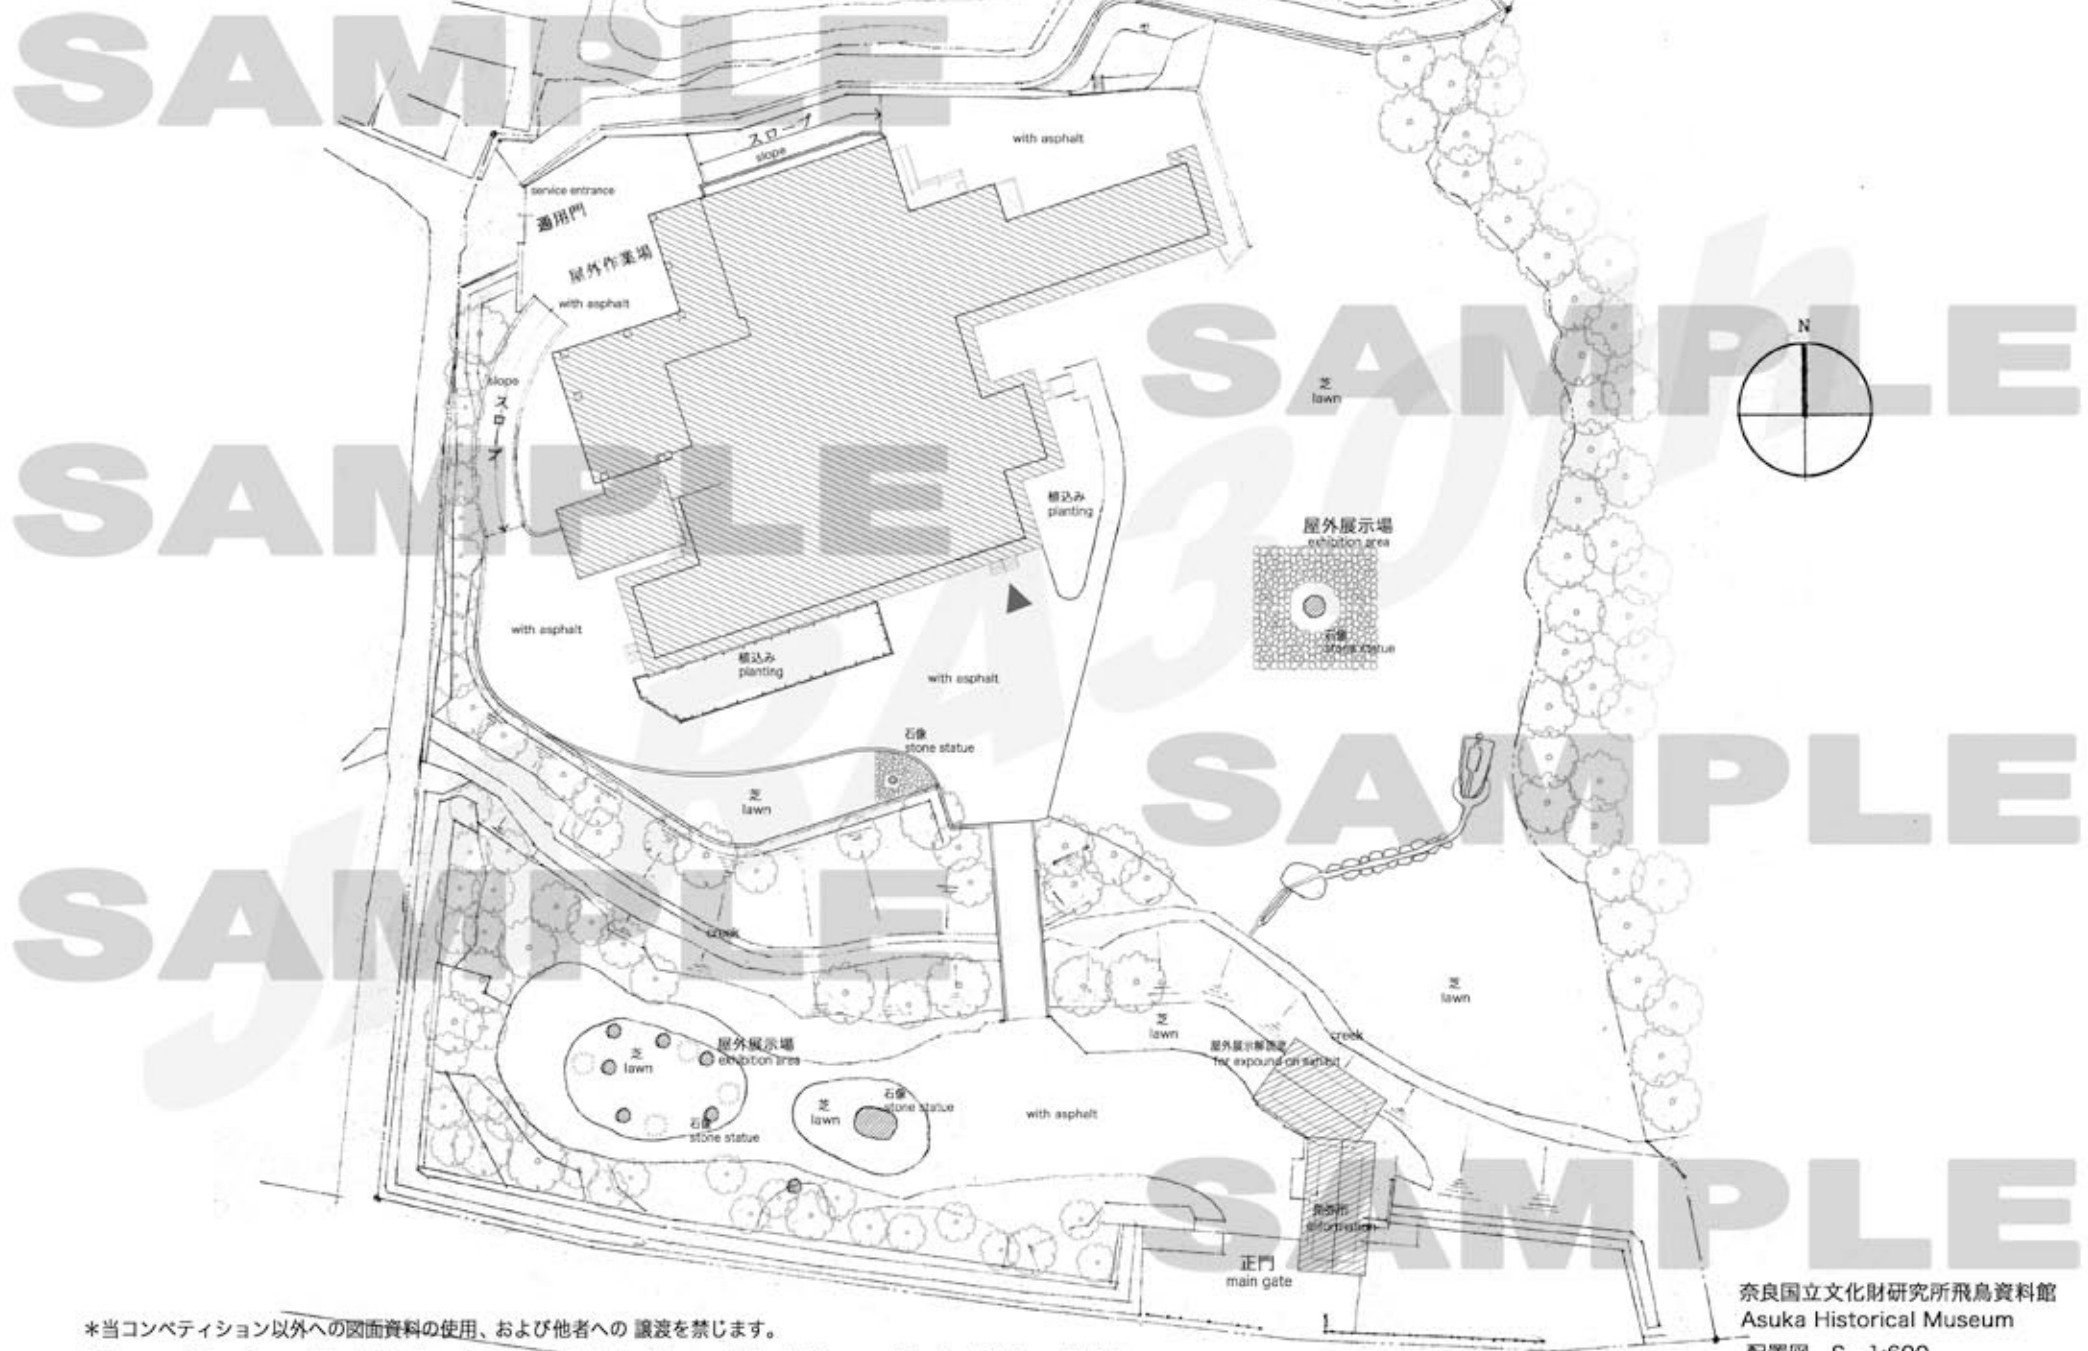 SAMPLE
スロープ
slope
with asphalt
service entrance
通用門
屋外作業場
with asphalt
SAMPLE
N
slope
スロープ
芝
lawn
SAMPLE
植込み
planting
屋外展示場
exhibition area
石像
stone statue
with asphalt
植込み
planting
with asphalt
石像
stone statue
SAMPLE
芝
lawn
SAMPLE
creek
芝
lawn
芝
lawn
屋外展示場
exhibition area
芝
lawn
creek
for expound on exhibit
石像
stone statue
芝
lawn
石像
stone statue
with asphalt
SAMPLE
information
正門
main gate
奈良国立文化財研究所飛鳥資料館
Asuka Historical Museum
JIA
30th
*当コンペティション以外への図面資料の使用、および他者への 譲渡を禁じます。